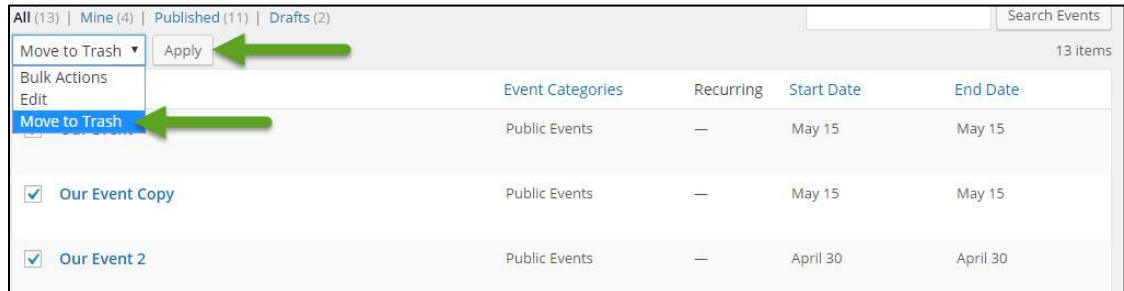 All (13) | Mine (4) | Published (11) | Drafts (2)
Search Events
Move to Trash Apply
13 items
Bulk Actions
Edit
Move to Trash
Event Categories Recurring Start Date End Date
Public Events — May 15 May 15
Our Event Copy Public Events — May 15 May 15
Our Event 2 Public Events — April 30 April 30